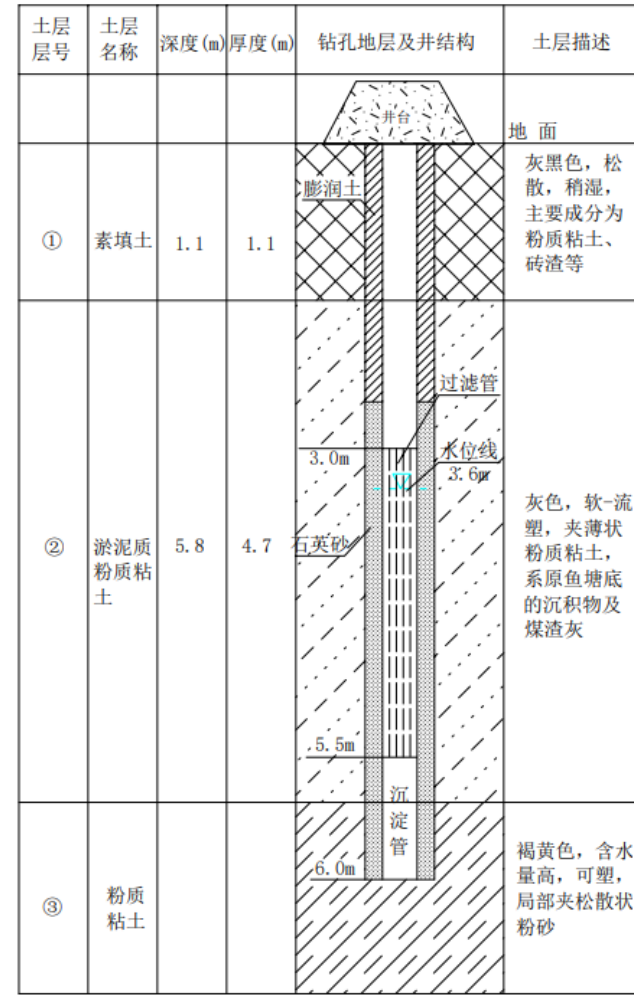 土层
层号
土层
名称
深度(m)
厚度(m)
钻孔地层及井结构
土层描述
井台
地 面
①
素填土
1.1
1.1
膨润土
灰黑色，松
散，稍湿，
主要成分为
粉质粘土、
砖渣等
②
淤泥质
粉质粘
土
5.8
4.7
过滤管
3.0m
水位线
3.6m
石英砂
5.5m
灰色，软-流
塑，夹薄状
粉质粘土，
系原鱼塘底
的沉积物及
煤渣灰
③
粉质
粘土
沉
淀
管
6.0m
褐黄色，含水
量高，可塑，
局部夹松散状
粉砂